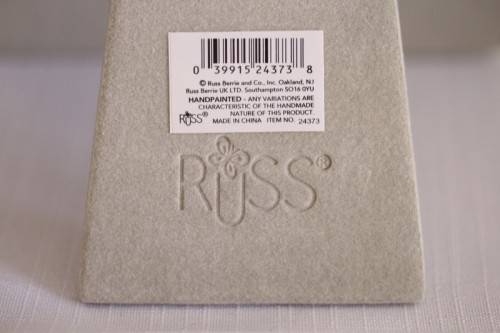 0 39915 24373 8
© Russ Berrie and Co., Inc. Oakland, NJ
Russ Berrie UK LTD. Southampton SO16 0YU
HANDPAINTED - ANY VARIATIONS ARE
CHARACTERISTIC OF THE HANDMADE
NATURE OF THIS PRODUCT.
RUSS® MADE IN CHINA ITEM NO. 24373
RUSS®